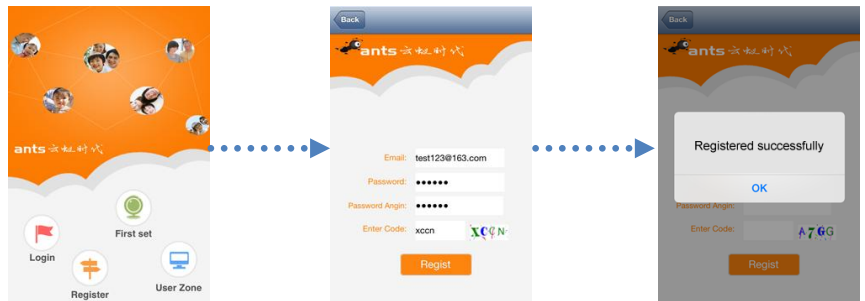 ants 云蚁时代
First set
Login
Register
User Zone
Back
ants 云蚁时代
Email: test123@163.com
Password: ••••••
Password Angin: ••••••
Enter Code: xccn XCCN
Regist
Back
ants 云蚁时代
Registered successfully
OK
Password Angin:
Enter Code: A7GG
Regist